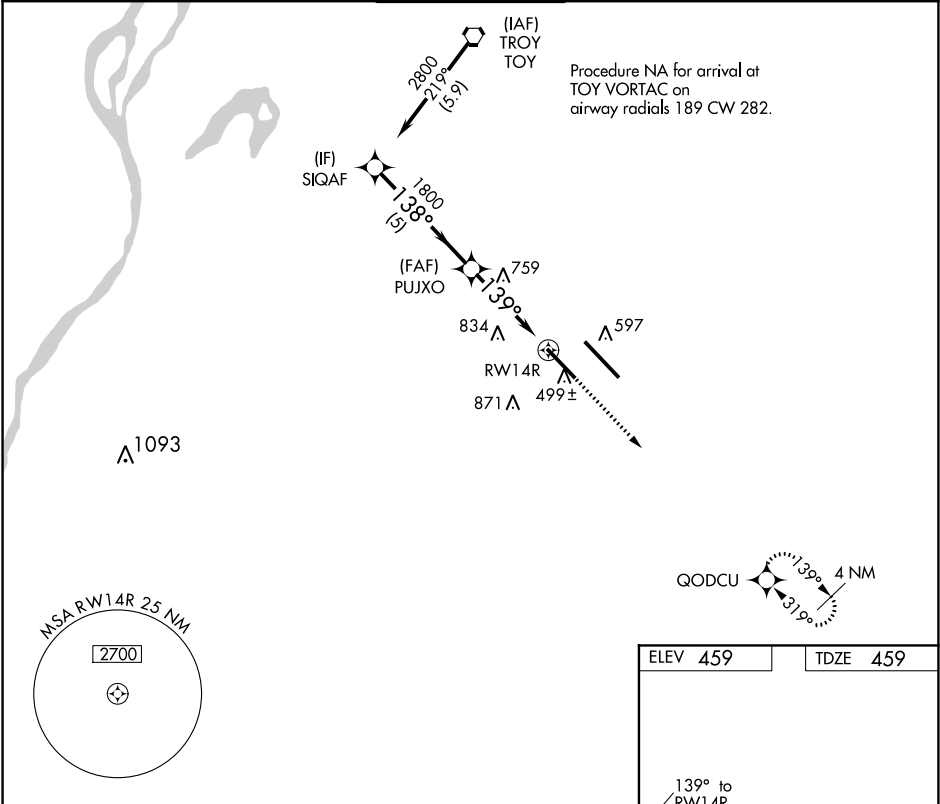 (IAF)
TROY
TOY
2800
219°
(5.9)
Procedure NA for arrival at
TOY VORTAC on
airway radials 189 CW 282.
(IF)
SIQAF
1800
138°
(5)
(FAF)
PUJXO
759
139°
834
597
RW14R
499±
871
1093
QODCU
139°
4 NM
319°
MSA RW14R 25 NM
2700
ELEV 459
TDZE 459
139° to
RW14R